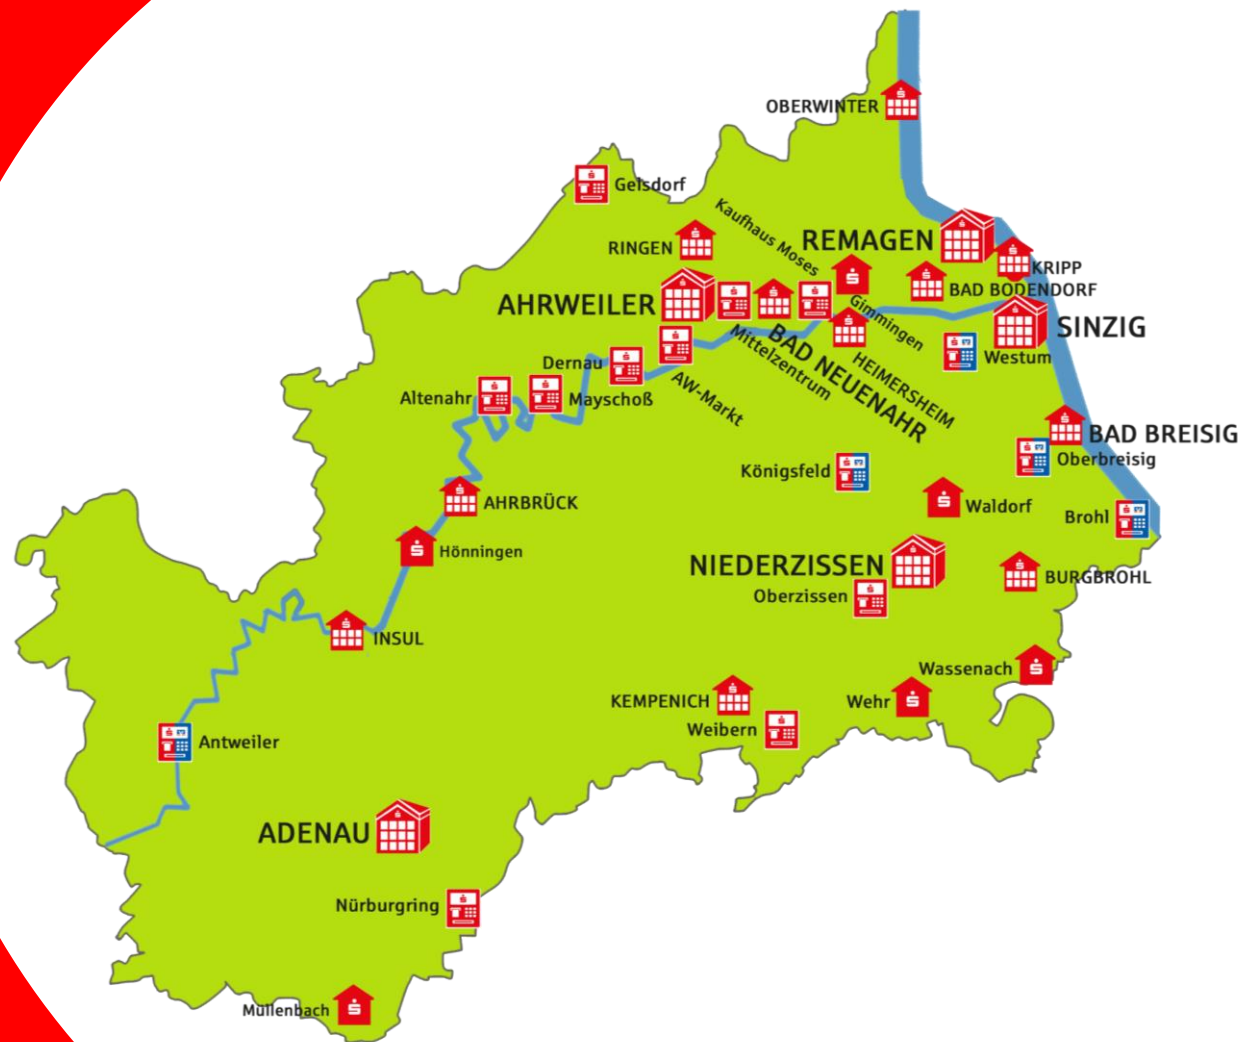 OBERWINTER
Gelsdorf
Kaufhaus Moses
REMAGEN
RINGEN
KRIPP
BAD BODENDORF
AHRWEILER
Gimmingen
SINZIG
Mittelzentrum
BAD NEUENAHR
HEIMERSHEIM
Westum
Dernau
AW-Markt
Altenahr
Mayschoß
BAD BREISIG
Oberbreisig
Königsfeld
AHRBRÜCK
Waldorf
Brohl
Hönningen
NIEDERZISSEN
BURGBROHL
Oberzissen
INSUL
Wassenach
KEMPENICH
Wehr
Weibern
Antweiler
ADENAU
Nürburgring
Müllenbach